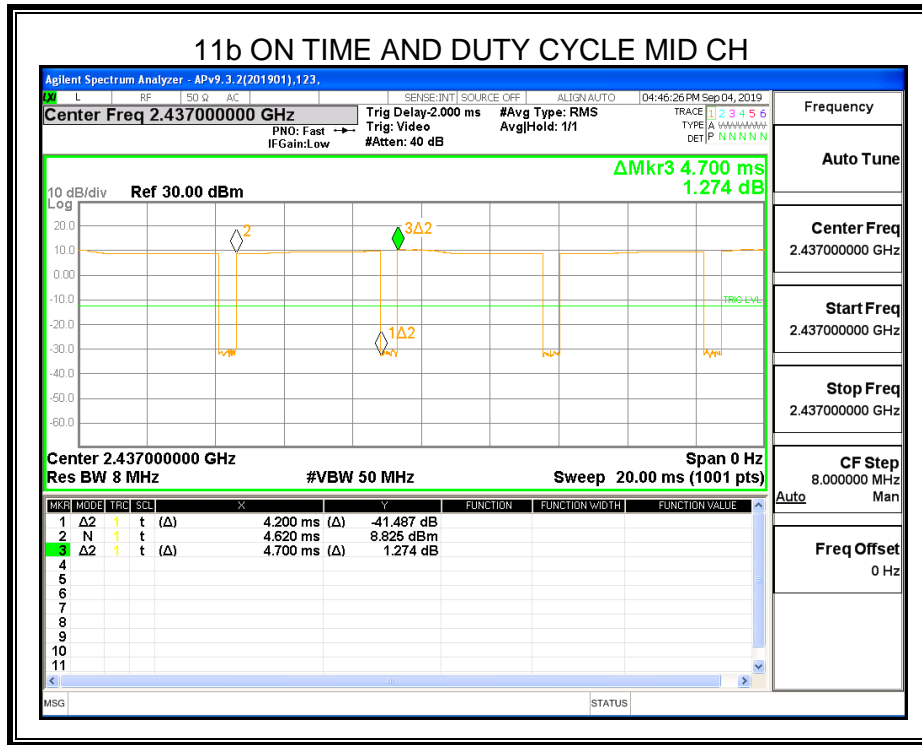 11b ON TIME AND DUTY CYCLE MID CH
Agilent Spectrum Analyzer - APv9.3.2(201901),123,
LXI L RF 50 Ω AC SENSE:INT SOURCE OFF ALIGN AUTO 04:46:26 PM Sep 04, 2019
Center Freq 2.437000000 GHz
PNO: Fast
IFGain:Low
Trig Delay-2.000 ms
Trig: Video
#Atten: 40 dB
#Avg Type: RMS
Avg|Hold: 1/1
TRACE 1 2 3 4 5 6
TYPE A WWWWW
DET P N N N N N
ΔMkr3 4.700 ms
1.274 dB
10 dB/div Ref 30.00 dBm
Log
20.0
10.0
0.00
-10.0
-20.0
-30.0
-40.0
-50.0
-60.0
2
3Δ2
1Δ2
TRIG LVL
Center 2.437000000 GHz Span 0 Hz
Res BW 8 MHz #VBW 50 MHz Sweep 20.00 ms (1001 pts)
MKR MODE TRC SCL X Y FUNCTION FUNCTION WIDTH FUNCTION VALUE
1 Δ2 1 t (Δ) 4.200 ms (Δ) -41.487 dB
2 N 1 t 4.620 ms 8.825 dBm
3 Δ2 1 t (Δ) 4.700 ms (Δ) 1.274 dB
4
5
6
7
8
9
10
11
MSG STATUS
Frequency
Auto Tune
Center Freq
2.437000000 GHz
Start Freq
2.437000000 GHz
Stop Freq
2.437000000 GHz
CF Step
8.000000 MHz
Auto Man
Freq Offset
0 Hz